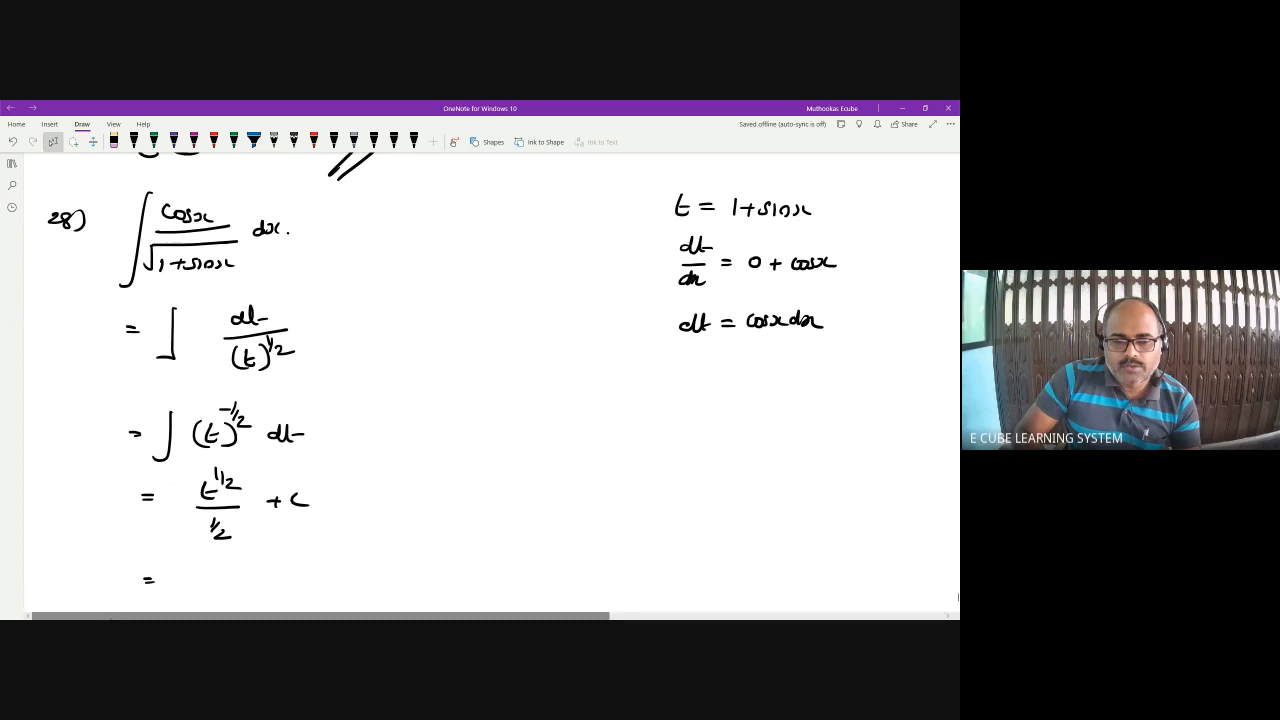 OneNote for Windows 10
Muthookas Ecube
Home Insert Draw View Help
Saved offline (auto-sync is off)
Share
Shapes
Ink to Shape
Ink to Text
28) ∫ cosx/√(1+sinx) dx.
= ∫ dt/(t)^1/2
= ∫ (t)^-1/2 dt
= t^1/2 / 1/2 + c
=
t = 1+sinx
dt/dx = 0 + cosx
dt = cosx dx
E CUBE LEARNING SYSTEM